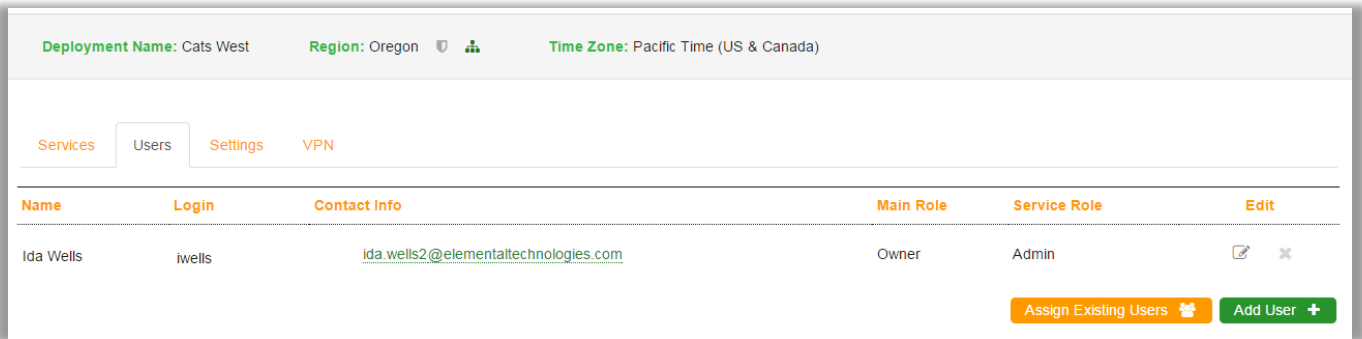 Deployment Name: Cats West Region: Oregon Time Zone: Pacific Time (US & Canada)
Services Users Settings VPN
Name Login Contact Info Main Role Service Role Edit
Ida Wells iwells ida.wells2@elementaltechnologies.com Owner Admin
Assign Existing Users Add User